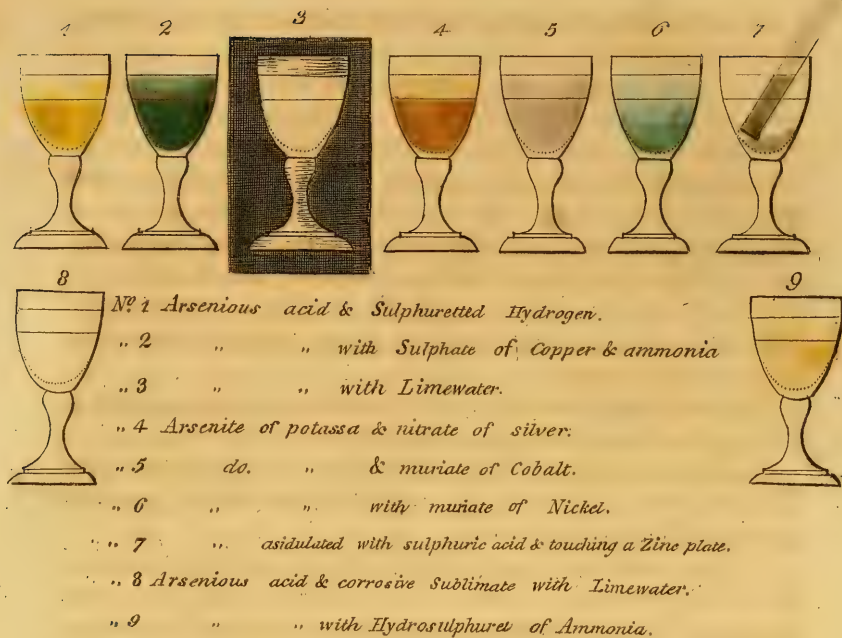 1 2 3 4 5 6 7
8 9
No. 1 Arsenious acid & Sulphuretted Hydrogen.
„ 2 „ „ with Sulphate of Copper & ammonia
„ 3 „ „ with Limewater.
„ 4 Arsenite of potassa & nitrate of silver.
„ 5 do. „ & muriate of Cobalt.
„ 6 „ „ with muriate of Nickel.
„ 7 „ asidulated with sulphuric acid & touching a Zinc plate.
„ 8 Arsenious acid & corrosive Sublimate with Limewater.
„ 9 „ „ with Hydrosulphuret of Ammonia.